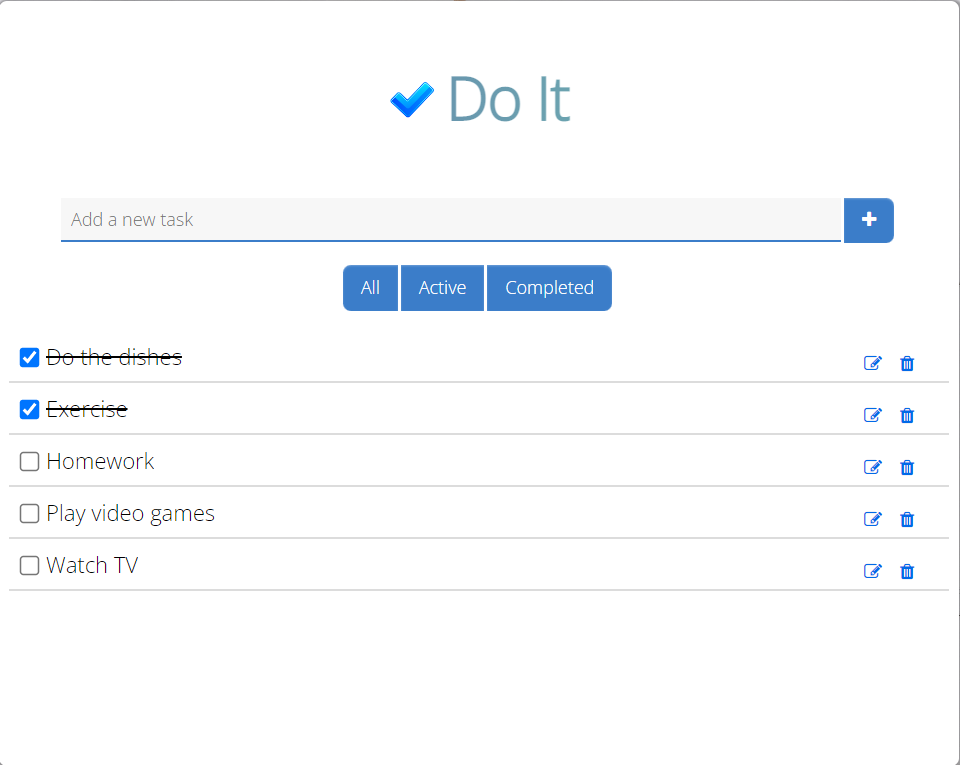 Do It
Add a new task
All Active Completed
Do the dishes
Exercise
Homework
Play video games
Watch TV